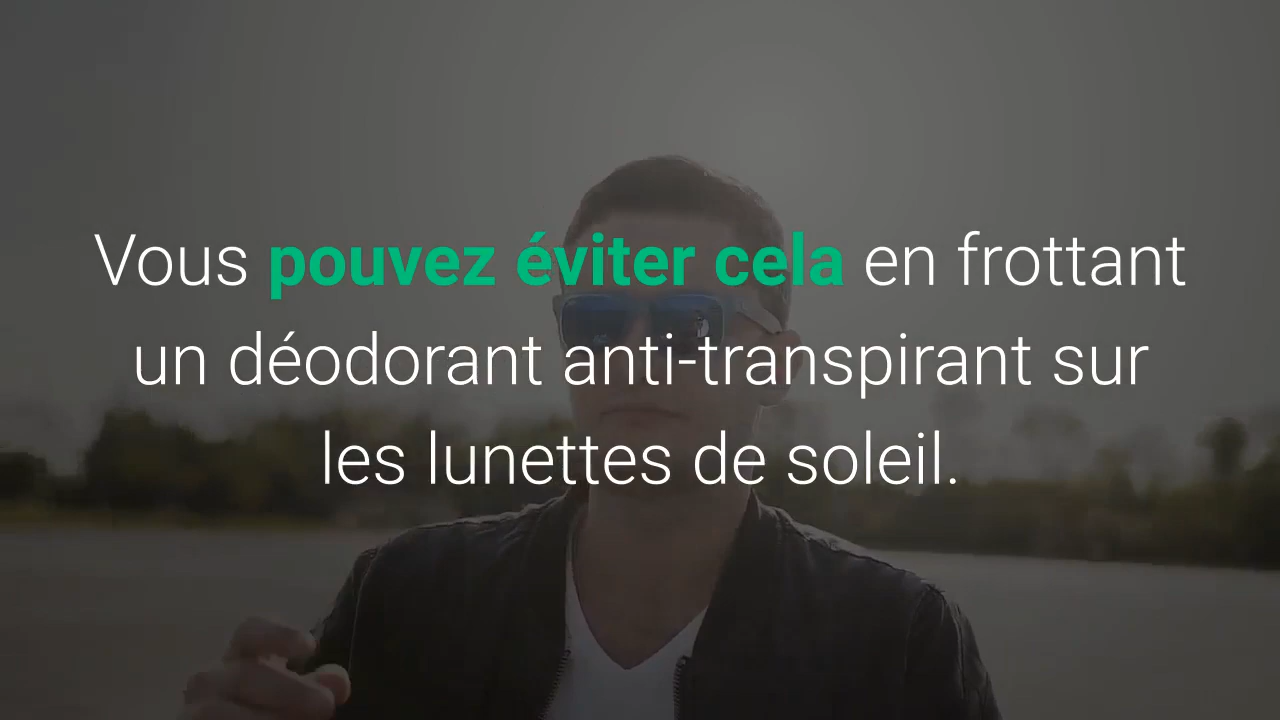 Vous pouvez éviter cela en frottant
un déodorant anti-transpirant sur
les lunettes de soleil.